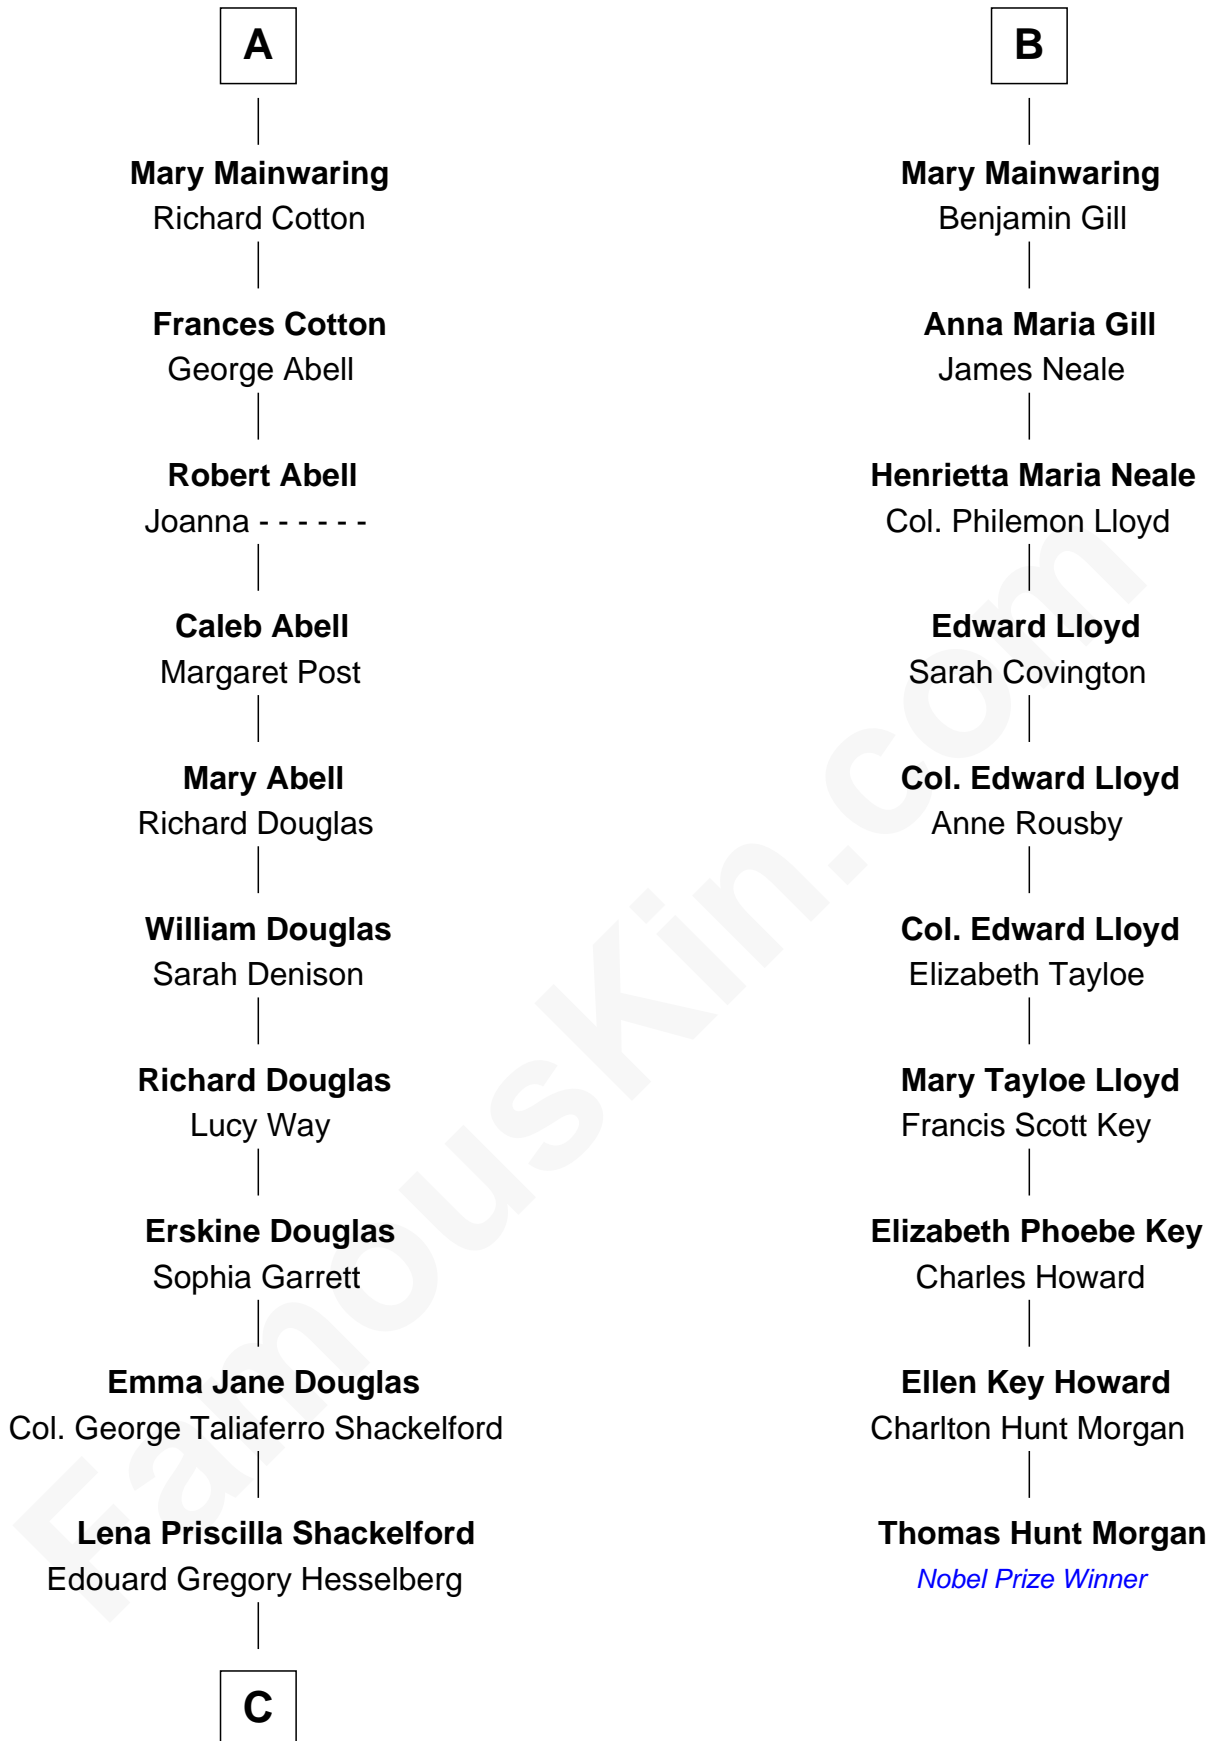 A
Mary Mainwaring
Richard Cotton
Frances Cotton
George Abell
Robert Abell
Joanna - - - - - -
Caleb Abell
Margaret Post
Mary Abell
Richard Douglas
William Douglas
Sarah Denison
Richard Douglas
Lucy Way
Erskine Douglas
Sophia Garrett
Emma Jane Douglas
Col. George Taliaferro Shackelford
Lena Priscilla Shackelford
Edouard Gregory Hesselberg
C
B
Mary Mainwaring
Benjamin Gill
Anna Maria Gill
James Neale
Henrietta Maria Neale
Col. Philemon Lloyd
Edward Lloyd
Sarah Covington
Col. Edward Lloyd
Anne Rousby
Col. Edward Lloyd
Elizabeth Tayloe
Mary Tayloe Lloyd
Francis Scott Key
Elizabeth Phoebe Key
Charles Howard
Ellen Key Howard
Charlton Hunt Morgan
Thomas Hunt Morgan
Nobel Prize Winner
FamousKin.com